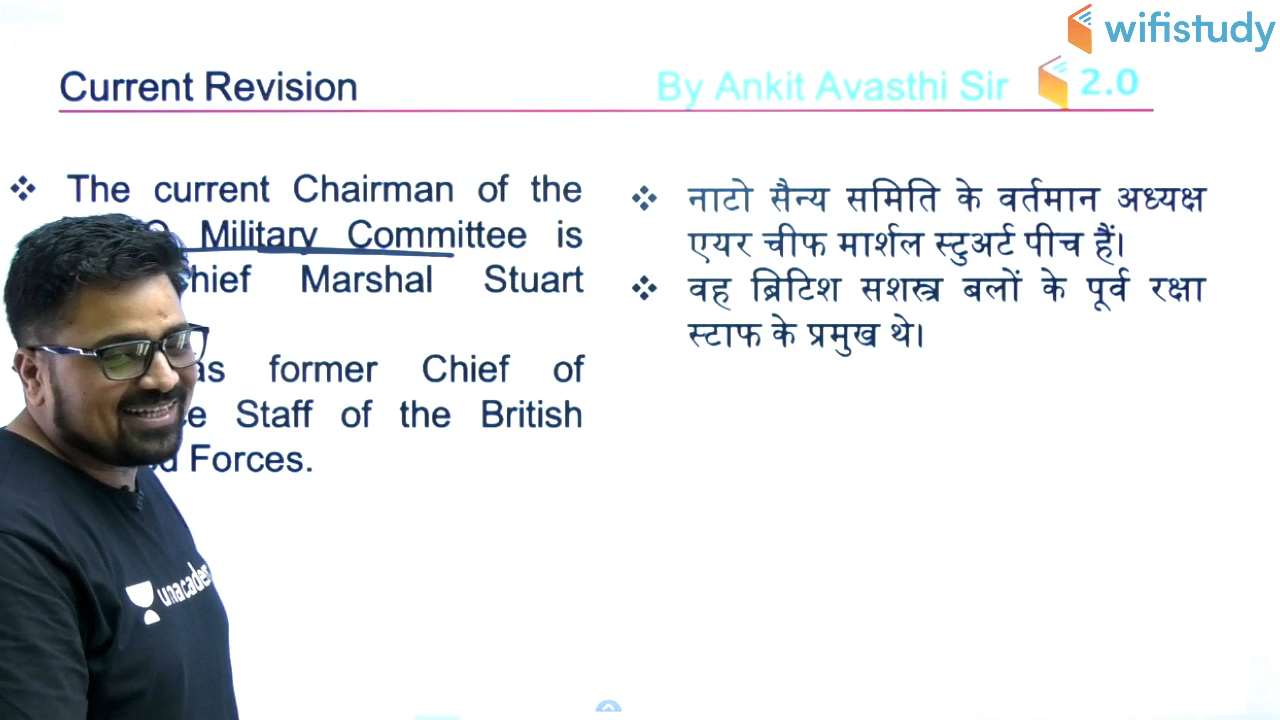 wifistudy
Current Revision
By Ankit Avasthi Sir
2.0
The current Chairman of the
Military Committee is
Marshal Stuart
former Chief of
Staff of the British
Forces.
नाटो सैन्य समिति के वर्तमान अध्यक्ष
एयर चीफ मार्शल स्टुअर्ट पीच हैं।
वह ब्रिटिश सशस्त्र बलों के पूर्व रक्षा
स्टाफ के प्रमुख थे।